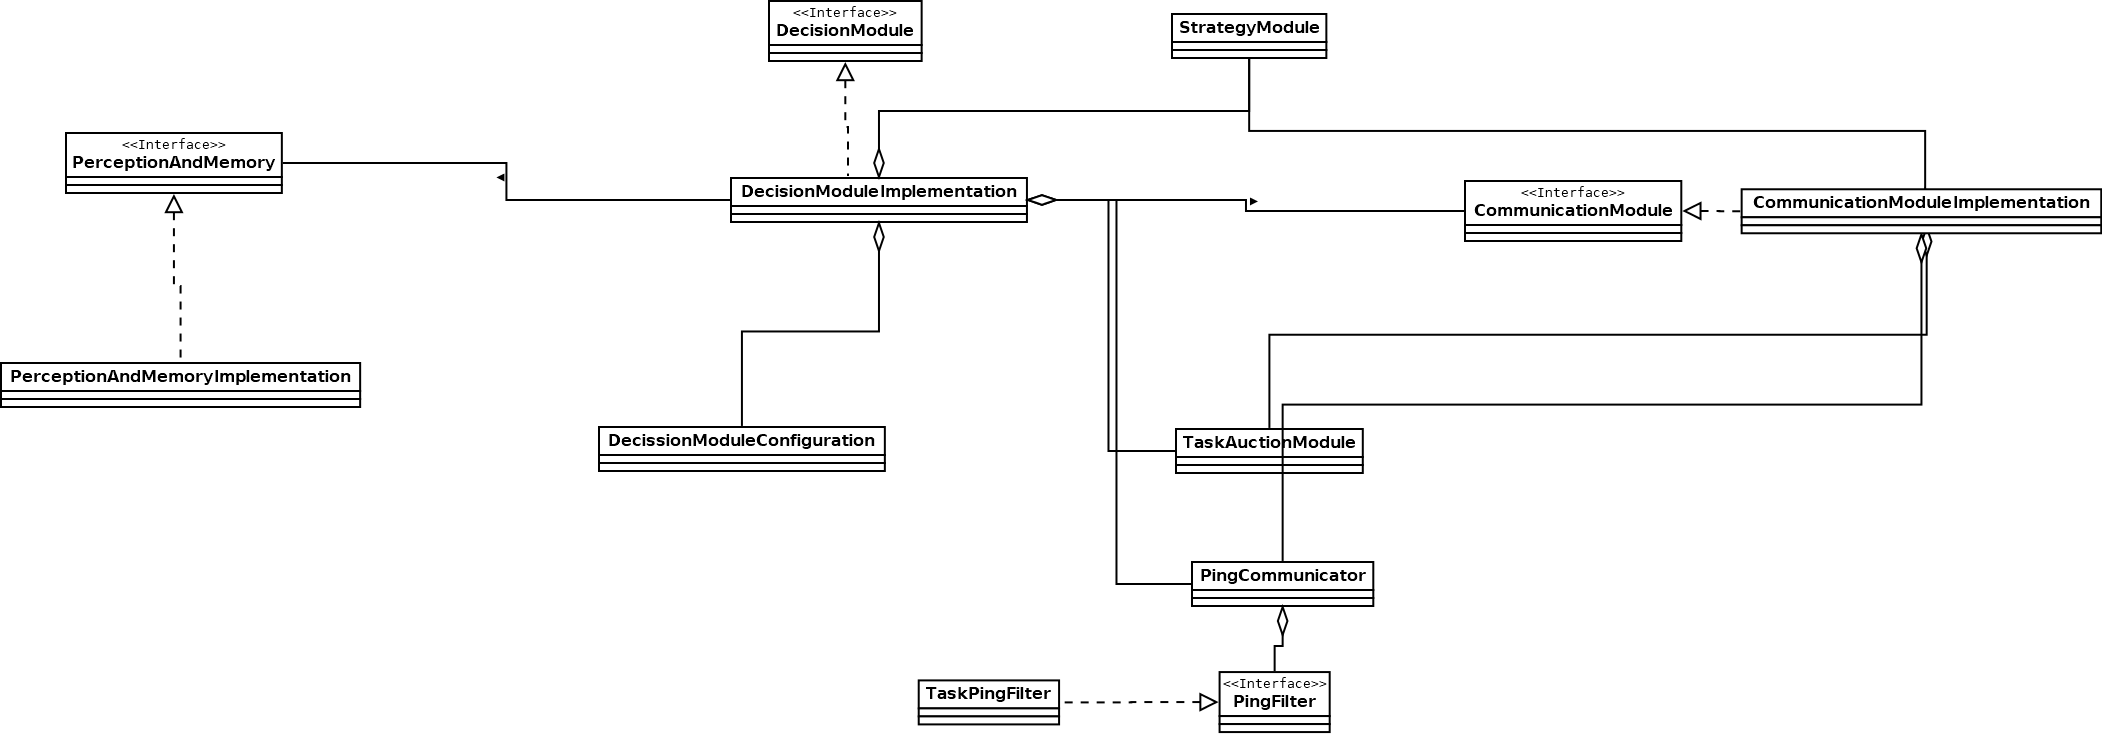 <<Interface>>
DecisionModule
StrategyModule
<<Interface>>
PerceptionAndMemory
DecisionModuleImplementation
<<Interface>>
CommunicationModule
CommunicationModuleImplementation
PerceptionAndMemoryImplementation
DecissionModuleConfiguration
TaskAuctionModule
PingCommunicator
TaskPingFilter
<<Interface>>
PingFilter